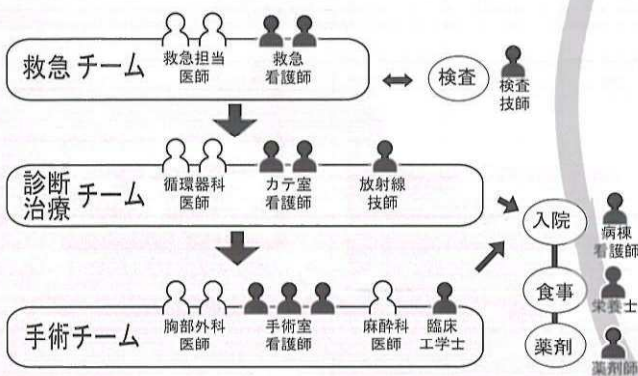 救急チーム
救急担当
医師
救急
看護師
検査
検査
技師
診断
治療
チーム
循環器科
医師
カテ室
看護師
放射線
技師
入院
病棟
看護師
食事
栄養士
薬剤
薬剤師
手術チーム
胸部外科
医師
手術室
看護師
麻酔科
医師
臨床
工学士